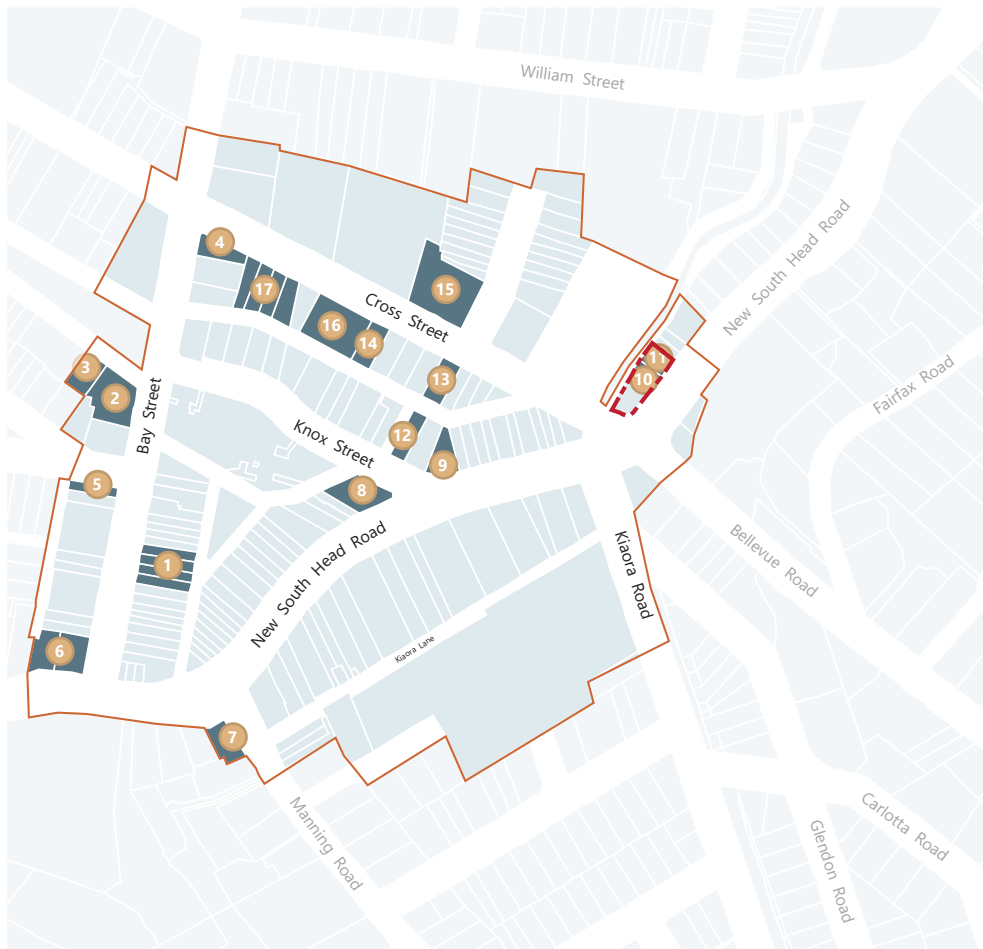 William Street
New South Head Road
4
17
15
Cross Street
16
14
11
10
3
2
13
Fairfax Road
Bay Street
Knox Street
12
9
5
8
New South Head Road
1
Kiaora Road
Bellevue Road
Kiaora Lane
6
7
Manning Road
Carlotta Road
Glendon Road